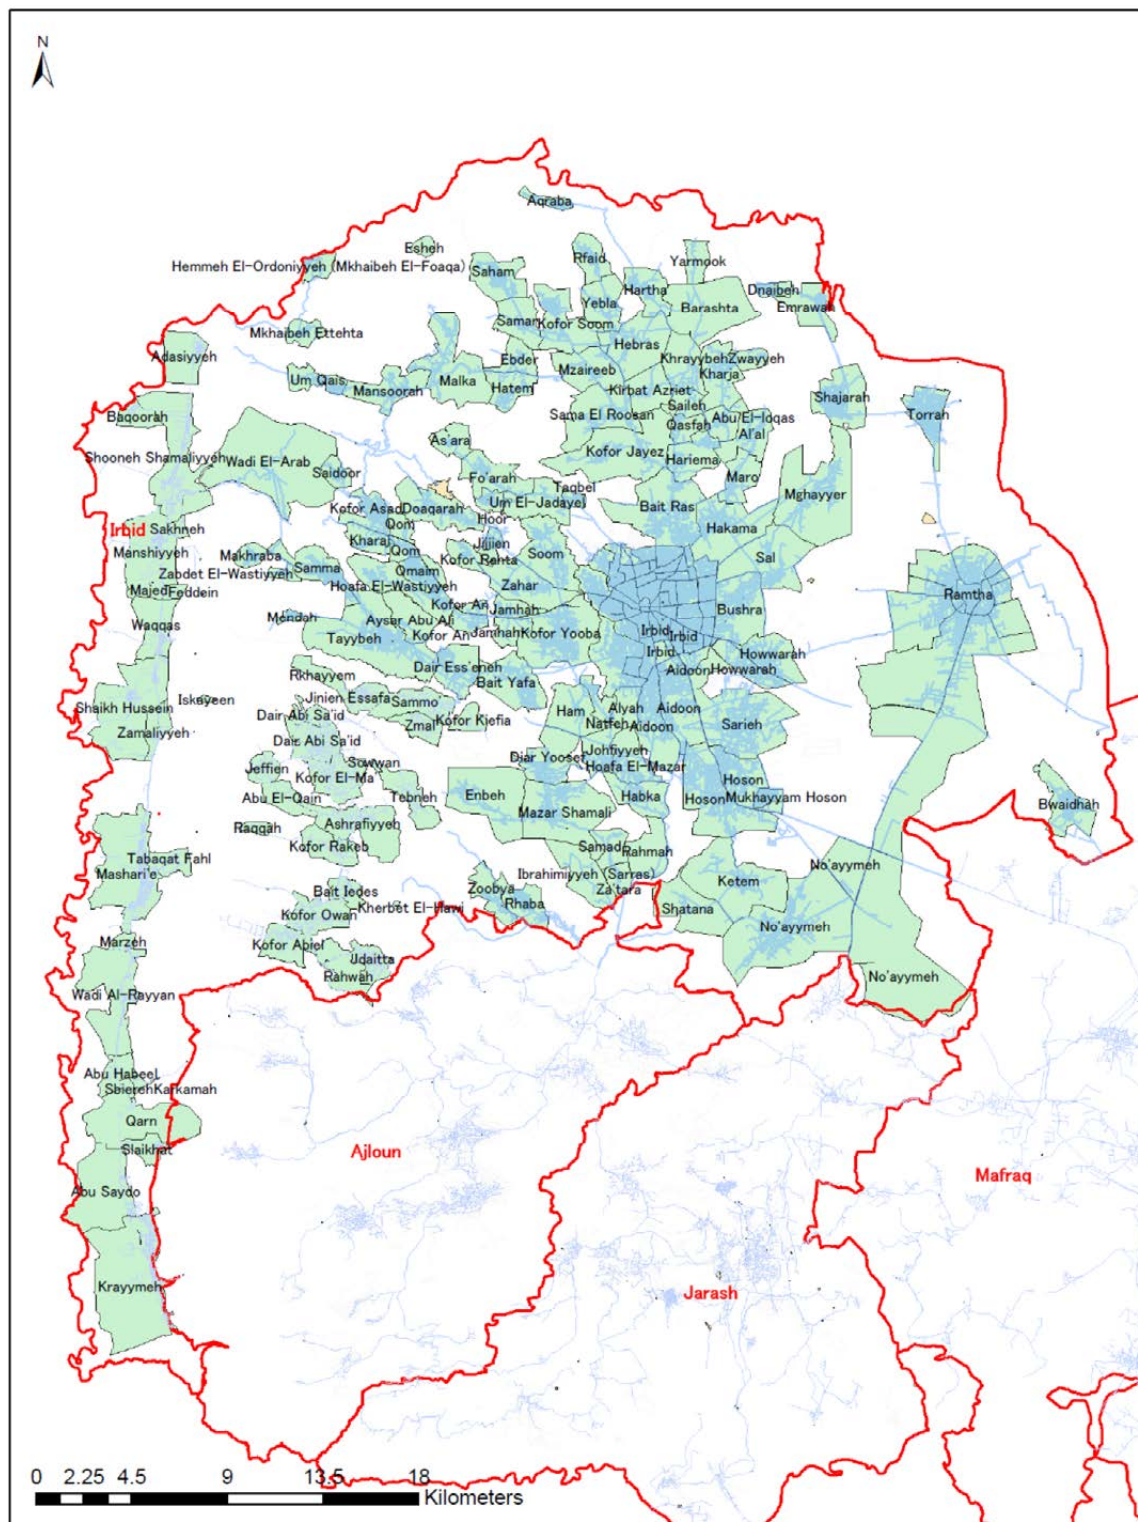 N
Aqraba
Esheh
Hemmeh El-Ordoniyyeh (Mkhaibeh El-Foaqa)
Saham
Rfaid
Yarmook
Hartha
Dnaibeh
Yebla
Barashta
Emrawah
Samar
Kofor Soom
Mkhaibeh Ettehta
Hebras
Adasiyyeh
Ebder
Khrayybeh
Zwayyeh
Mzaireeb
Kharja
Um Qais
Malka
Mansoorah
Hatem
Kirbat Azriet
Shajarah
Saileh
Baqoorah
Sama El Roosan
Abu El-loqas
Torrah
Qasfah
Al'al
As'ara
Kofor Jayez
Hariema
Shooneh Shamaliyyeh
Wadi El-Arab
Saidoor
Fo'arah
Maro
Taqbel
Mghayyer
Kofor Asad
Doaqarah
Um El-Jadayel
Bait Ras
Qom
Hoor
Irbid
Sakhneh
Hakama
Kharaj
Jijjien
Manshiyyeh
Makhraba
Qom
Kofor Rahta
Soom
Sal
Zabdet El-Wastiyyeh
Samma
Qmaim
Majed
Feddein
Hoafa El-Wastiyyeh
Zahar
Ramtha
Kofor An
Jamhah
Bushra
Mendah
Aysar Abu Ali
Waqqas
Tayybeh
Kofor An
Jamhah
Kofor Yooba
Irbid
Irbid
Irbid
Howwarah
Dair Ess'eneh
Aidoon
Howwarah
Rkhayyem
Bait Yafa
Iskayeen
Jinien Essafa
Sammo
Shaikh Hussein
Dair Abi Sa'id
Ham
Alyah
Aidoon
Kofor Kiefia
Zamaliyyeh
Zmal
Natfeh
Aidoon
Sarieh
Dair Abi Sa'id
Johfiyyeh
Diar Yoosef
Sowwan
Hoafa El-Mazar
Jeffien
Kofor El-Ma
Hoson
Abu El-Qain
Tebneh
Enbeh
Habka
Hoson
Mukhayyam Hoson
Bwaidhah
Mazar Shamali
Raqqah
Ashrafiyyeh
Kofor Rakeb
Samad
Rahmah
Tabaqat Fahl
No'ayymeh
Mashari'e
Ibrahimiyyeh (Sarras)
Ketem
Bait Iedes
Zoobya
Za'tara
Kherbet El-Hawi
Rhaba
Kofor Owan
Shatana
No'ayymeh
Marzeh
Kofor Abiel
Udaitta
Rahwah
No'ayymeh
Wadi Al-Rayyan
Abu Habeel
Sbiereh
Karkamah
Qarn
Slaikhat
Ajloun
Mafraq
Abu Saydo
Krayymeh
Jarash
0 2.25 4.5 9 13.5 18
Kilometers